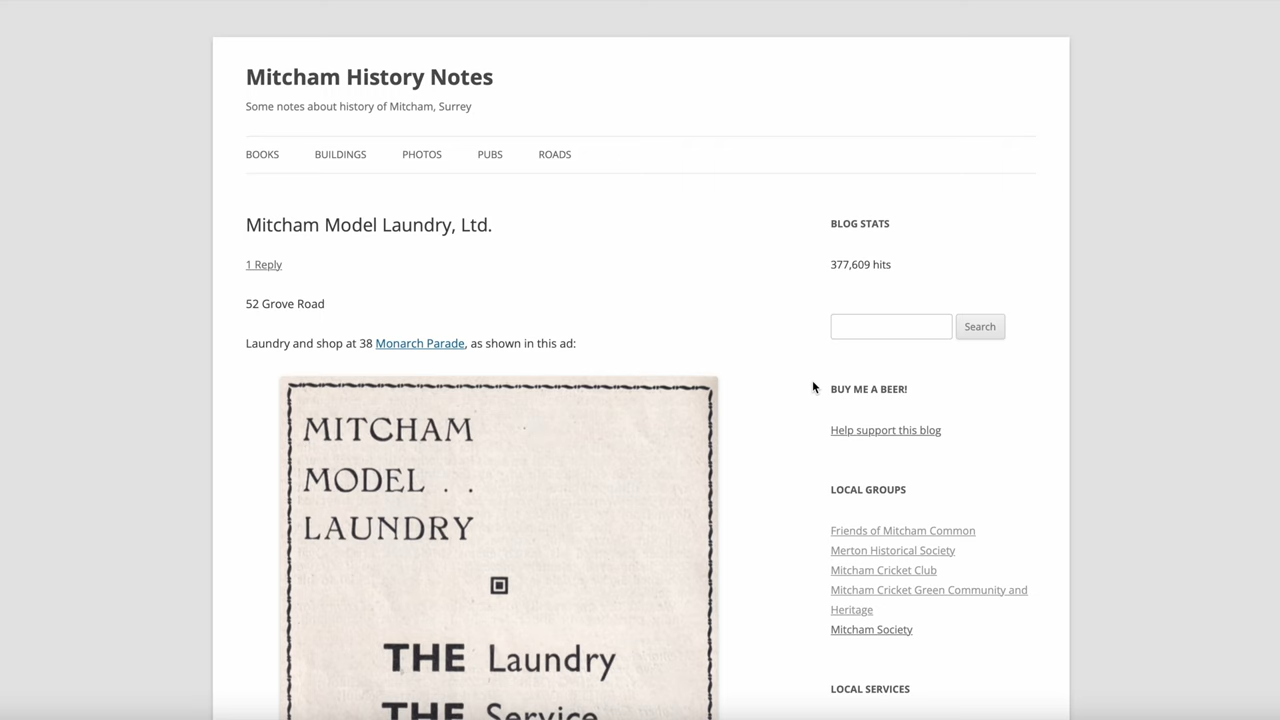 Mitcham History Notes
Some notes about history of Mitcham, Surrey
BOOKS BUILDINGS PHOTOS PUBS ROADS
Mitcham Model Laundry, Ltd.
1 Reply
52 Grove Road
Laundry and shop at 38 Monarch Parade, as shown in this ad:
MITCHAM
MODEL . .
LAUNDRY
THE Laundry
THE Service
BLOG STATS
377,609 hits
Search
BUY ME A BEER!
Help support this blog
LOCAL GROUPS
Friends of Mitcham Common
Merton Historical Society
Mitcham Cricket Club
Mitcham Cricket Green Community and
Heritage
Mitcham Society
LOCAL SERVICES